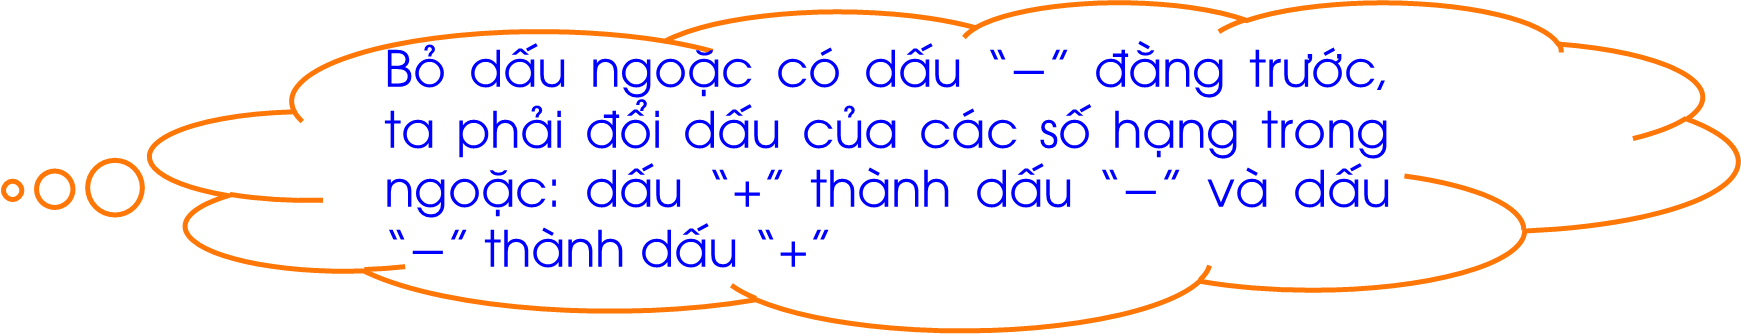 Bỏ dấu ngoặc có dấu “−” đằng trước,
ta phải đổi dấu của các số hạng trong
ngoặc: dấu “+” thành dấu “−” và dấu
“−” thành dấu “+”